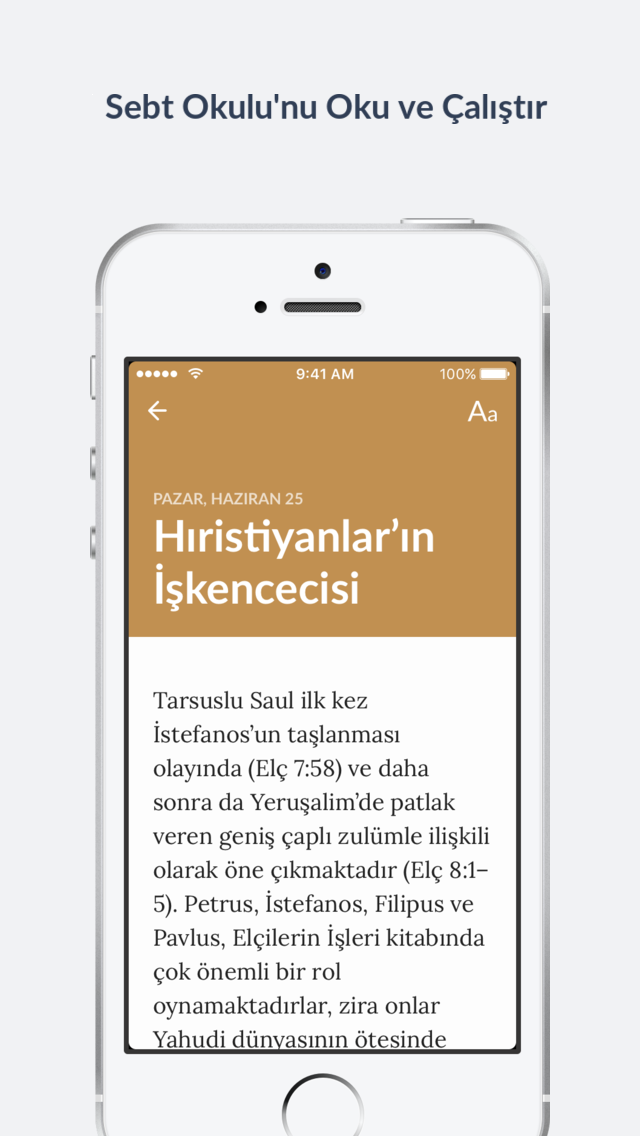 Sebt Okulu'nu Oku ve Çalıştır
9:41 AM
100%
Aa
PAZAR, HAZIRAN 25
Hıristiyanlar’ın
İşkencecisi
Tarsuslu Saul ilk kez
İstefanos’un taşlanması
olayında (Elç 7:58) ve daha
sonra da Yeruşalim’de patlak
veren geniş çaplı zulümle ilişkili
olarak öne çıkmaktadır (Elç 8:1–
5). Petrus, İstefanos, Filipus ve
Pavlus, Elçilerin İşleri kitabında
çok önemli bir rol
oynamaktadırlar, zira onlar
Yahudi dünyasının ötesinde